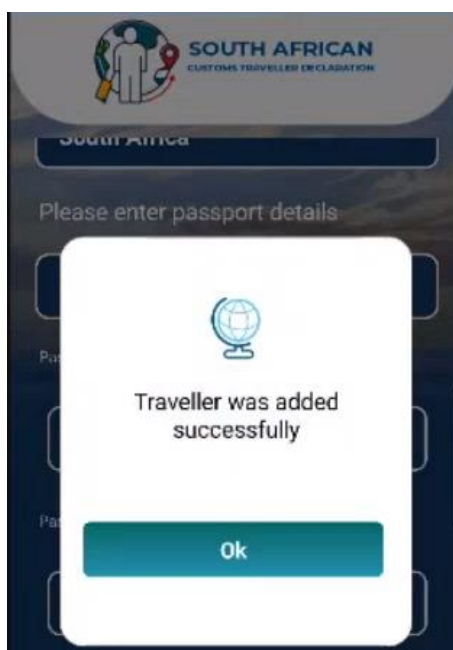 SOUTH AFRICAN
CUSTOMS TRAVELLER DECLARATION
South Africa
Please enter passport details
Traveller was added
successfully
Ok